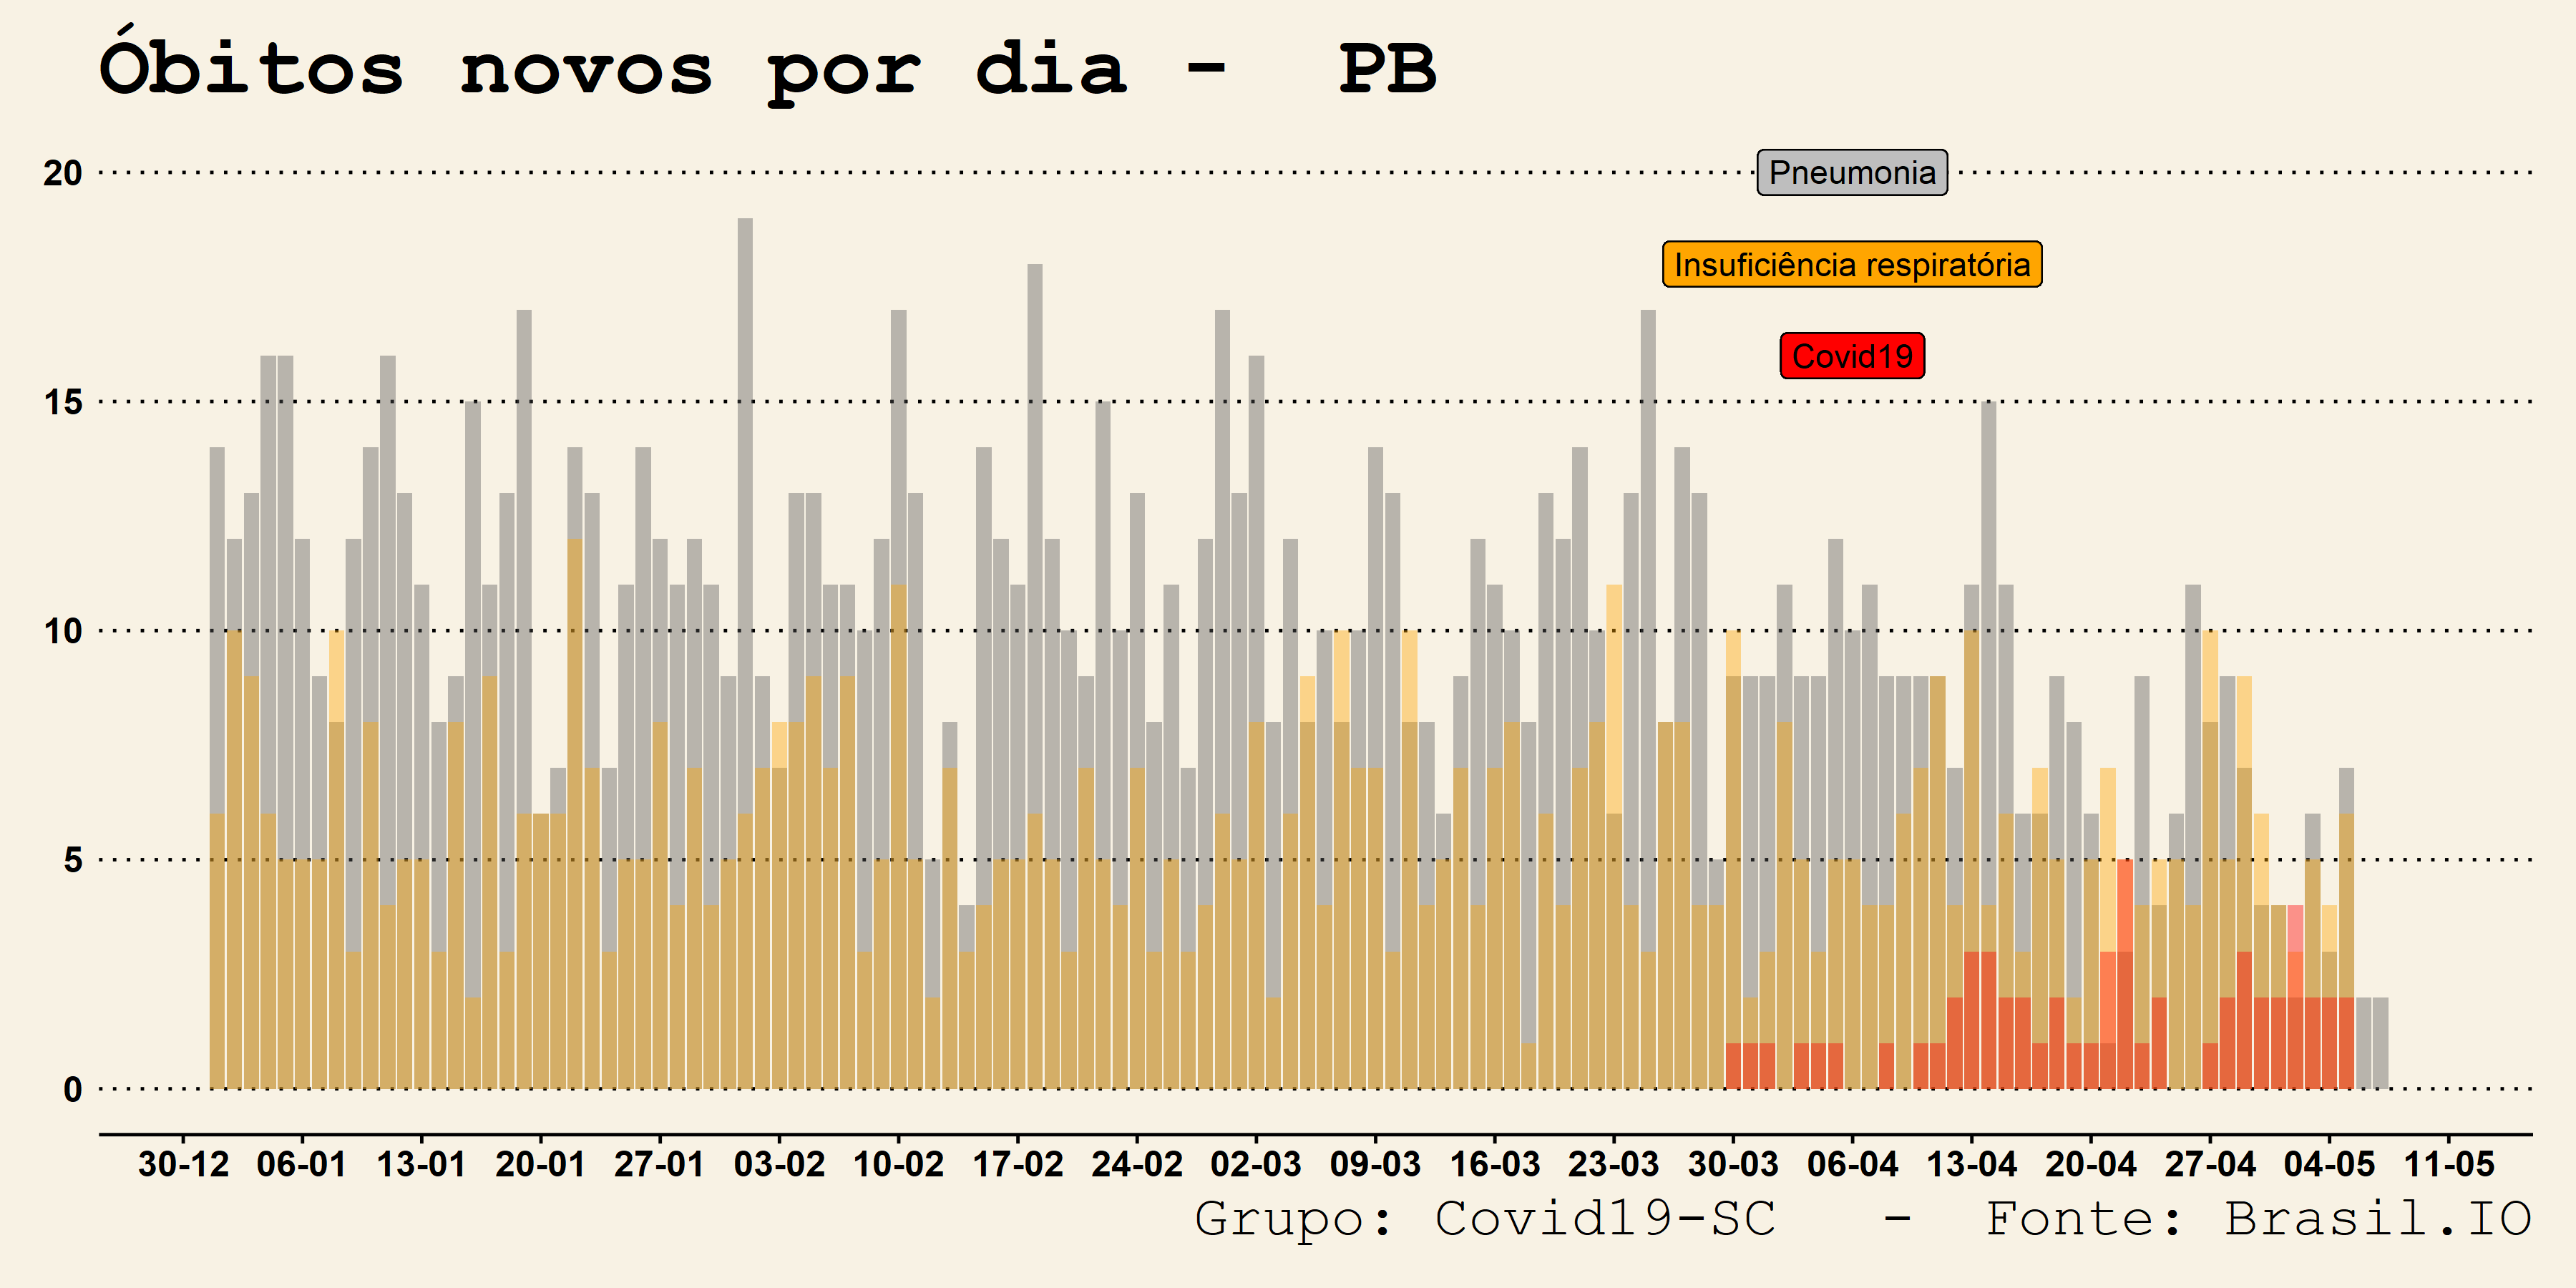 Óbitos novos por dia - PB
20
Pneumonia
Insuficiência respiratória
Covid19
15
10
5
0
30-12 06-01 13-01 20-01 27-01 03-02 10-02 17-02 24-02 02-03 09-03 16-03 23-03 30-03 06-04 13-04 20-04 27-04 04-05 11-05
Grupo: Covid19-SC - Fonte: Brasil.IO